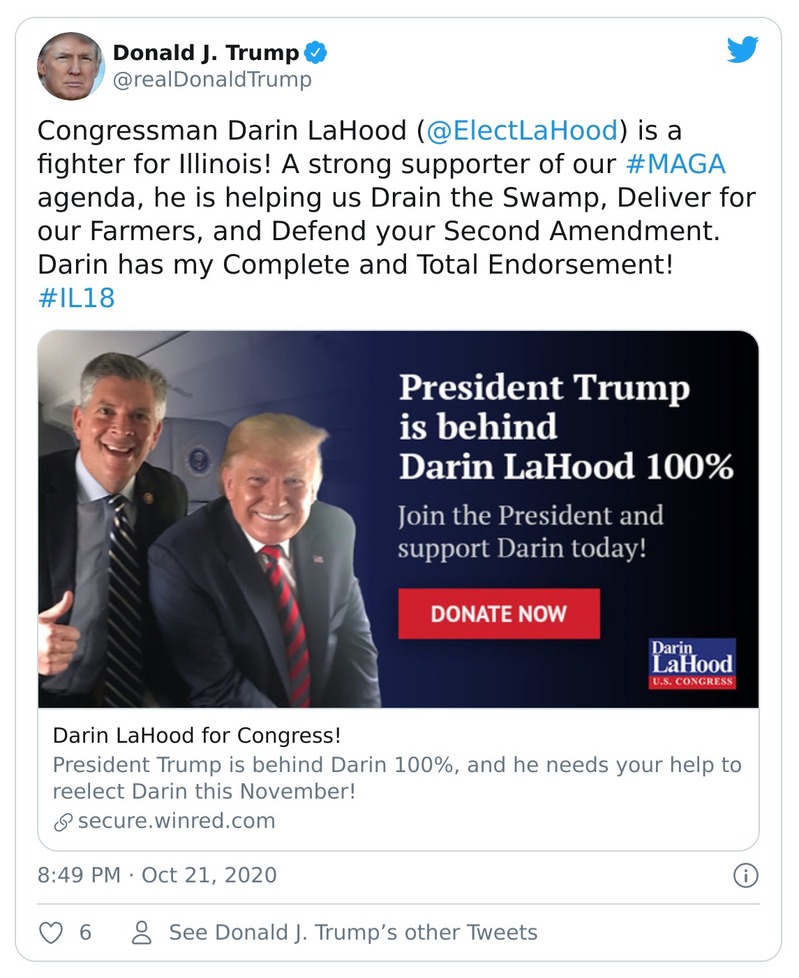 Donald J. Trump
@realDonaldTrump
Congressman Darin LaHood (@ElectLaHood) is a
fighter for Illinois! A strong supporter of our #MAGA
agenda, he is helping us Drain the Swamp, Deliver for
our Farmers, and Defend your Second Amendment.
Darin has my Complete and Total Endorsement!
#IL18
President Trump
is behind
Darin LaHood 100%
Join the President and
support Darin today!
DONATE NOW
Darin
LaHood
U.S. CONGRESS
Darin LaHood for Congress!
President Trump is behind Darin 100%, and he needs your help to
reelect Darin this November!
secure.winred.com
8:49 PM · Oct 21, 2020
6
See Donald J. Trump’s other Tweets